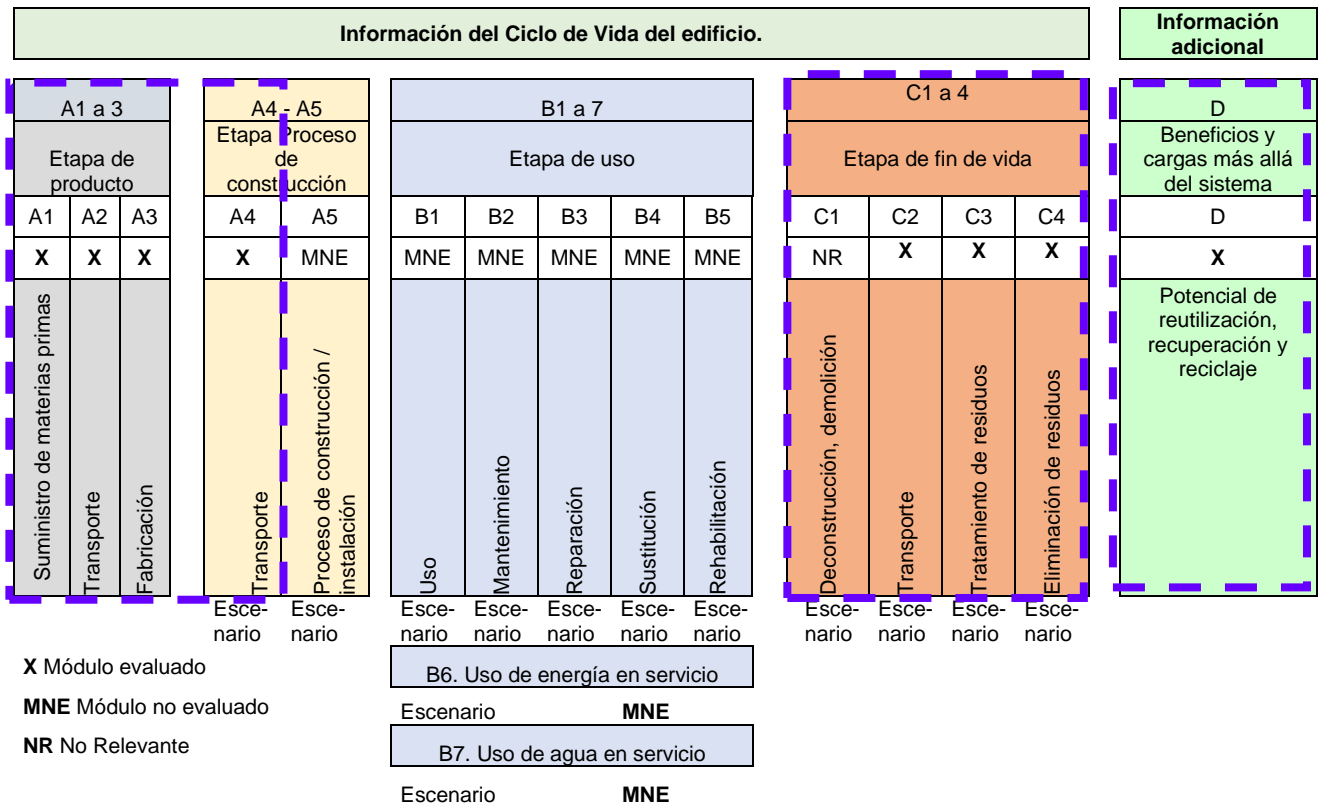 Información del Ciclo de Vida del edificio.
Información
adicional
A1 a 3
A4 - A5
B1 a 7
C1 a 4
D
Etapa de
producto
Etapa Proceso
de
construcción
Etapa de uso
Etapa de fin de vida
Beneficios y
cargas más allá
del sistema
A1 A2 A3 A4 A5 B1 B2 B3 B4 B5 C1 C2 C3 C4 D
X X X X MNE MNE MNE MNE MNE MNE NR X X X X
Suministro de materias primas
Transporte
Fabricación
Transporte
Proceso de construcción /
instalación
Uso
Mantenimiento
Reparación
Sustitución
Rehabilitación
Deconstrucción, demolición
Transporte
Tratamiento de residuos
Eliminación de residuos
Potencial de
reutilización,
recuperación y
reciclaje
Esce- Esce- Esce- Esce- Esce- Esce- Esce- Esce- Esce- Esce- Esce-
nario nario nario nario nario nario nario nario nario nario nario
X Módulo evaluado
MNE Módulo no evaluado
NR No Relevante
B6. Uso de energía en servicio
Escenario MNE
B7. Uso de agua en servicio
Escenario MNE